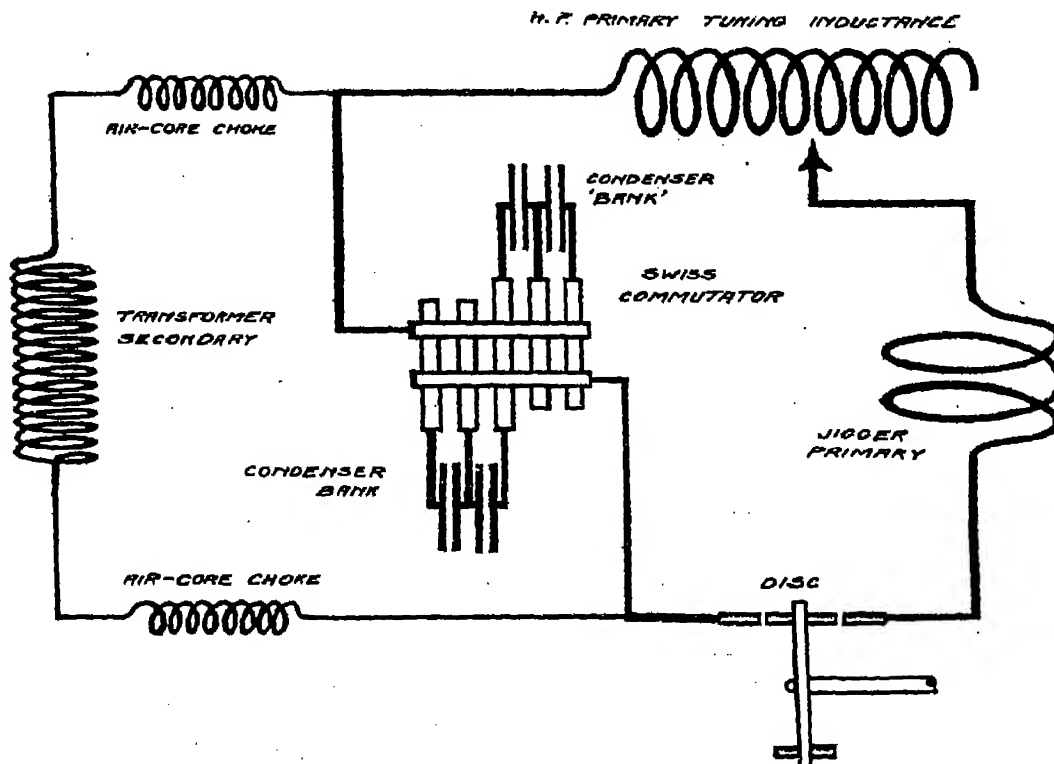 H.F. PRIMARY TUNING INDUCTANCE
AIR-CORE CHOKE
CONDENSER
'BANK'
SWISS
COMMUTATOR
TRANSFORMER
SECONDARY
JIGGER
PRIMARY
CONDENSER
BANK
AIR-CORE CHOKE
DISC